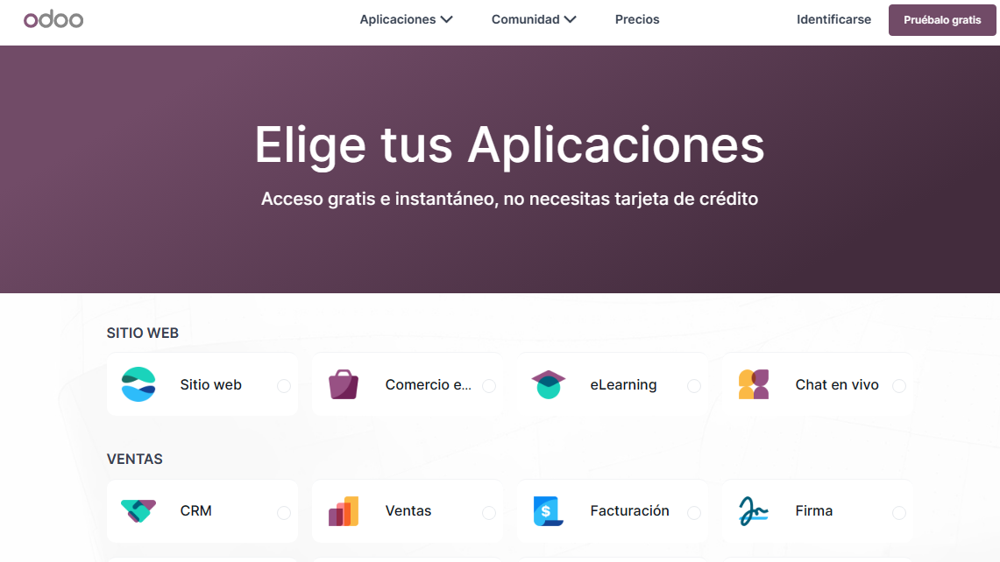 odoo
Aplicaciones
Comunidad
Precios
Identificarse
Pruébalo gratis
Elige tus Aplicaciones
Acceso gratis e instantáneo, no necesitas tarjeta de crédito
SITIO WEB
Sitio web
Comercio e...
eLearning
Chat en vivo
VENTAS
CRM
Ventas
$
Facturación
Firma